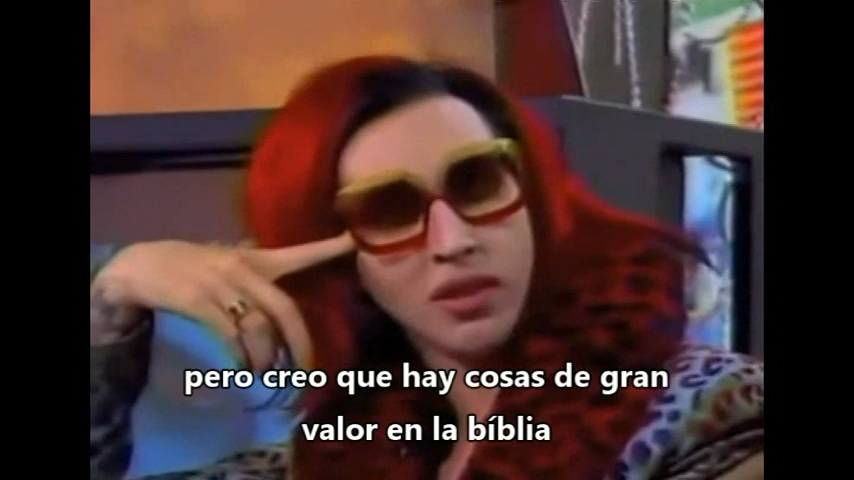 pero creo que hay cosas de gran
valor en la bíblia